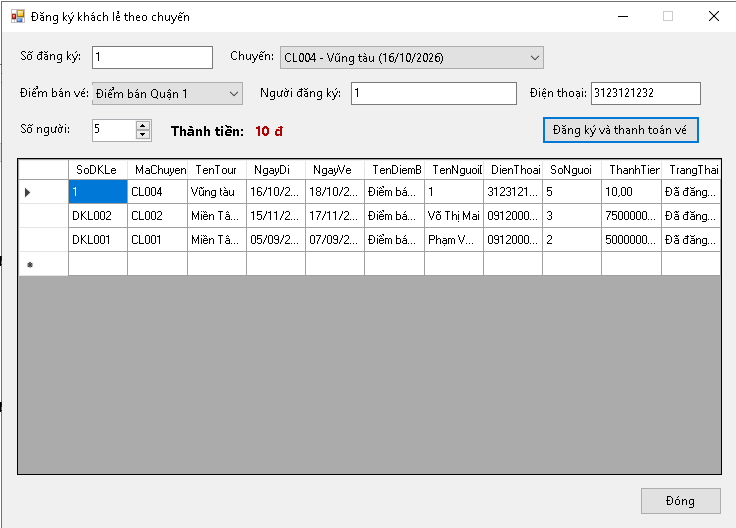 Đăng ký khách lẻ theo chuyến
Số đăng ký: 1 Chuyến: CL004 - Vũng tàu (16/10/2026)
Điểm bán vé: Điểm bán Quận 1 Người đăng ký: 1 Điện thoại: 3123121232
Số người: 5 Thành tiền: 10 đ Đăng ký và thanh toán vé
SoDKLe MaChuyen TenTour NgayDi NgayVe TenDiemB TenNguoiD DienThoai SoNguoi ThanhTien TrangThai
1 CL004 Vũng tàu 16/10/2... 18/10/2... Điểm bá... 1 3123121... 5 10,00 Đã đăng...
DKL002 CL002 Miền Tâ... 15/11/2... 17/11/2... Điểm bá... Võ Thị Mai 0912000... 3 7500000... Đã đăng...
DKL001 CL001 Miền Tâ... 05/09/2... 07/09/2... Điểm bá... Phạm V... 0912000... 2 5000000... Đã đăng...
Đóng